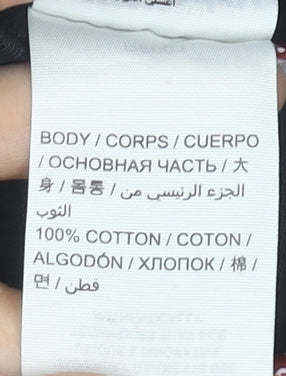 BODY / CORPS / CUERPO
/ ОСНОВНАЯ ЧАСТЬ / 大
身 / 몸통 / الجزء الرئيسي من
الثوب
100% COTTON / COTON /
ALGODÓN / ХЛОПОК / 棉 /
면 / قطن